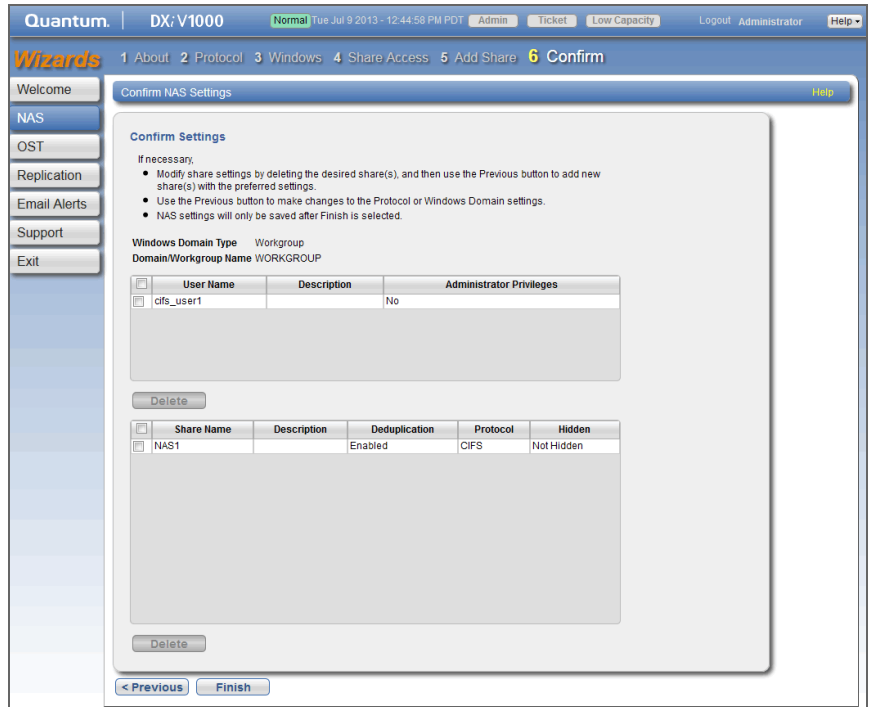 Quantum. DXi V1000 Normal Tue Jul 9 2013 - 12:44:58 PM PDT Admin Ticket Low Capacity Logout Administrator Help
Wizards 1 About 2 Protocol 3 Windows 4 Share Access 5 Add Share 6 Confirm
Welcome
NAS
OST
Replication
Email Alerts
Support
Exit
Confirm NAS Settings Help
Confirm Settings
If necessary,
• Modify share settings by deleting the desired share(s), and then use the Previous button to add new
share(s) with the preferred settings.
• Use the Previous button to make changes to the Protocol or Windows Domain settings.
• NAS settings will only be saved after Finish is selected.
Windows Domain Type Workgroup
Domain/Workgroup Name WORKGROUP
User Name Description Administrator Privileges
cifs_user1 No
Delete
Share Name Description Deduplication Protocol Hidden
NAS1 Enabled CIFS Not Hidden
Delete
< Previous Finish